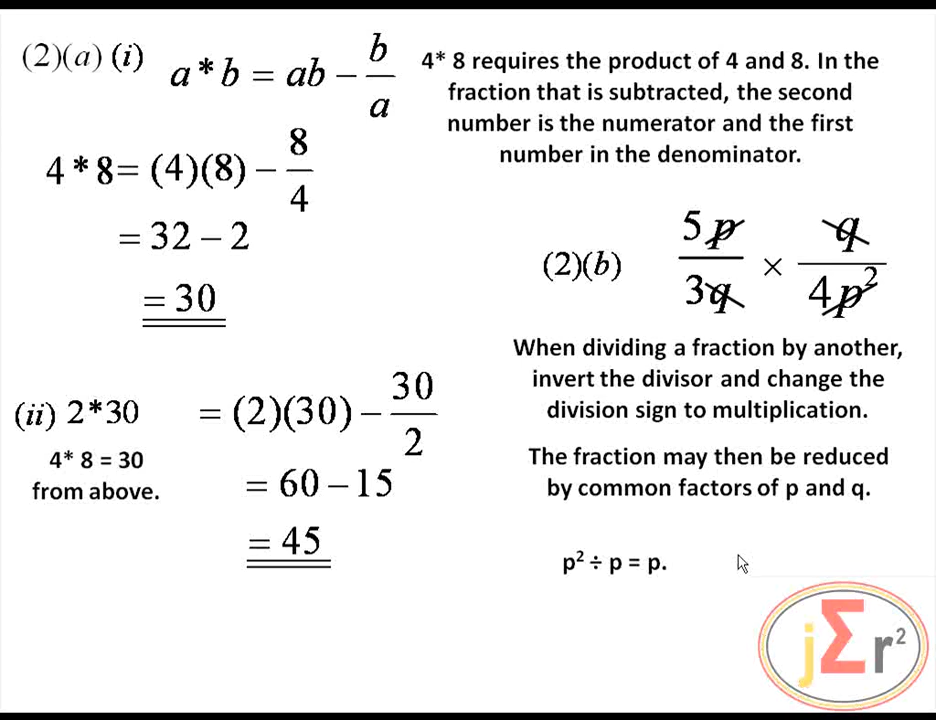 (2)(a) (i) a * b = ab − b/a
4* 8 requires the product of 4 and 8. In the
fraction that is subtracted, the second
number is the numerator and the first
number in the denominator.
4 * 8= (4)(8) − 8/4
= 32 − 2
= 30
(ii) 2*30 = (2)(30) − 30/2
4* 8 = 30
from above.
= 60 − 15
= 45
(2)(b) 5p/3q × q/4p²
When dividing a fraction by another,
invert the divisor and change the
division sign to multiplication.
The fraction may then be reduced
by common factors of p and q.
p² ÷ p = p.
jΣr²